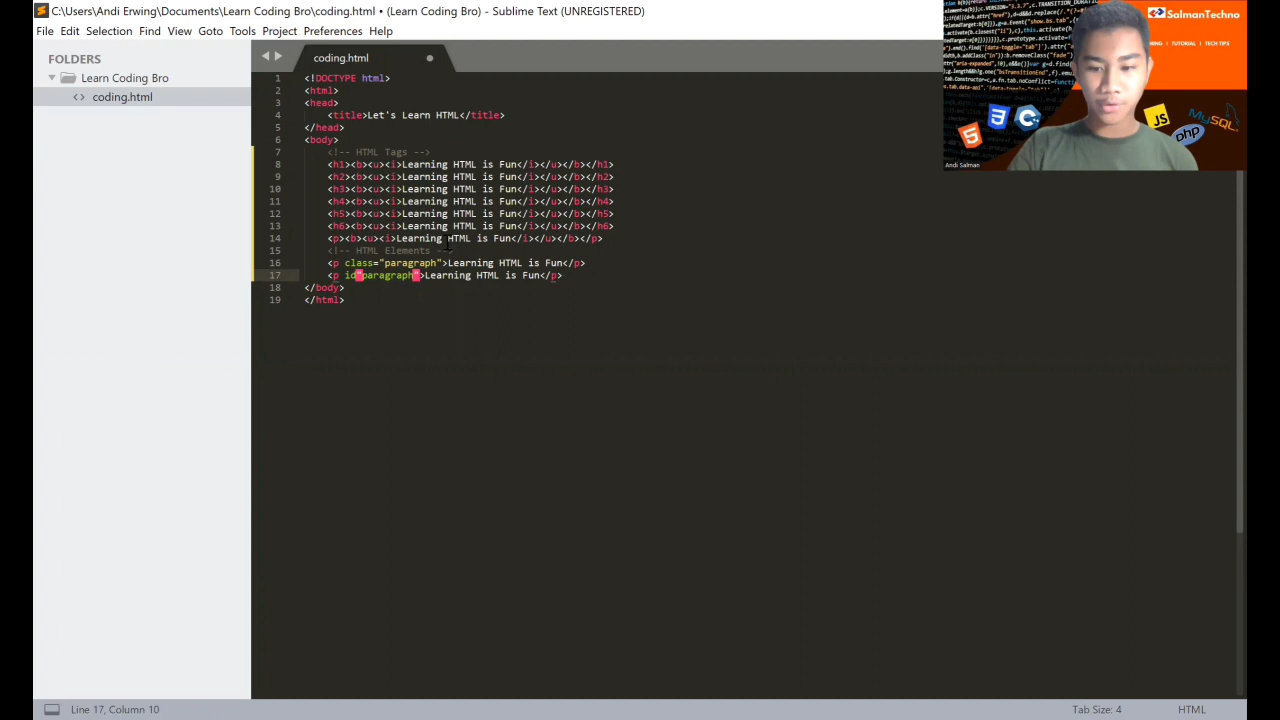 C:\Users\Andi Erwing\Documents\Learn Coding Bro\coding.html • (Learn Coding Bro) - Sublime Text (UNREGISTERED)
File Edit Selection Find View Goto Tools Project Preferences Help
FOLDERS
Learn Coding Bro
coding.html
coding.html
1 <!DOCTYPE html>
2 <html>
3 <head>
4 <title>Let's Learn HTML</title>
5 </head>
6 <body>
7 <!-- HTML Tags -->
8 <h1><b><u><i>Learning HTML is Fun</i></u></b></h1>
9 <h2><b><u><i>Learning HTML is Fun</i></u></b></h2>
10 <h3><b><u><i>Learning HTML is Fun</i></u></b></h3>
11 <h4><b><u><i>Learning HTML is Fun</i></u></b></h4>
12 <h5><b><u><i>Learning HTML is Fun</i></u></b></h5>
13 <h6><b><u><i>Learning HTML is Fun</i></u></b></h6>
14 <p><b><u><i>Learning HTML is Fun</i></u></b></p>
15 <!-- HTML Elements -->
16 <p class="paragraph">Learning HTML is Fun</p>
17 <p id"paragraph">Learning HTML is Fun</p>
18 </body>
19 </html>
SalmanTechno
TUTORIAL | TECH TIPS
JS
MySQL
php
Andi Salman
Line 17, Column 10
Tab Size: 4
HTML